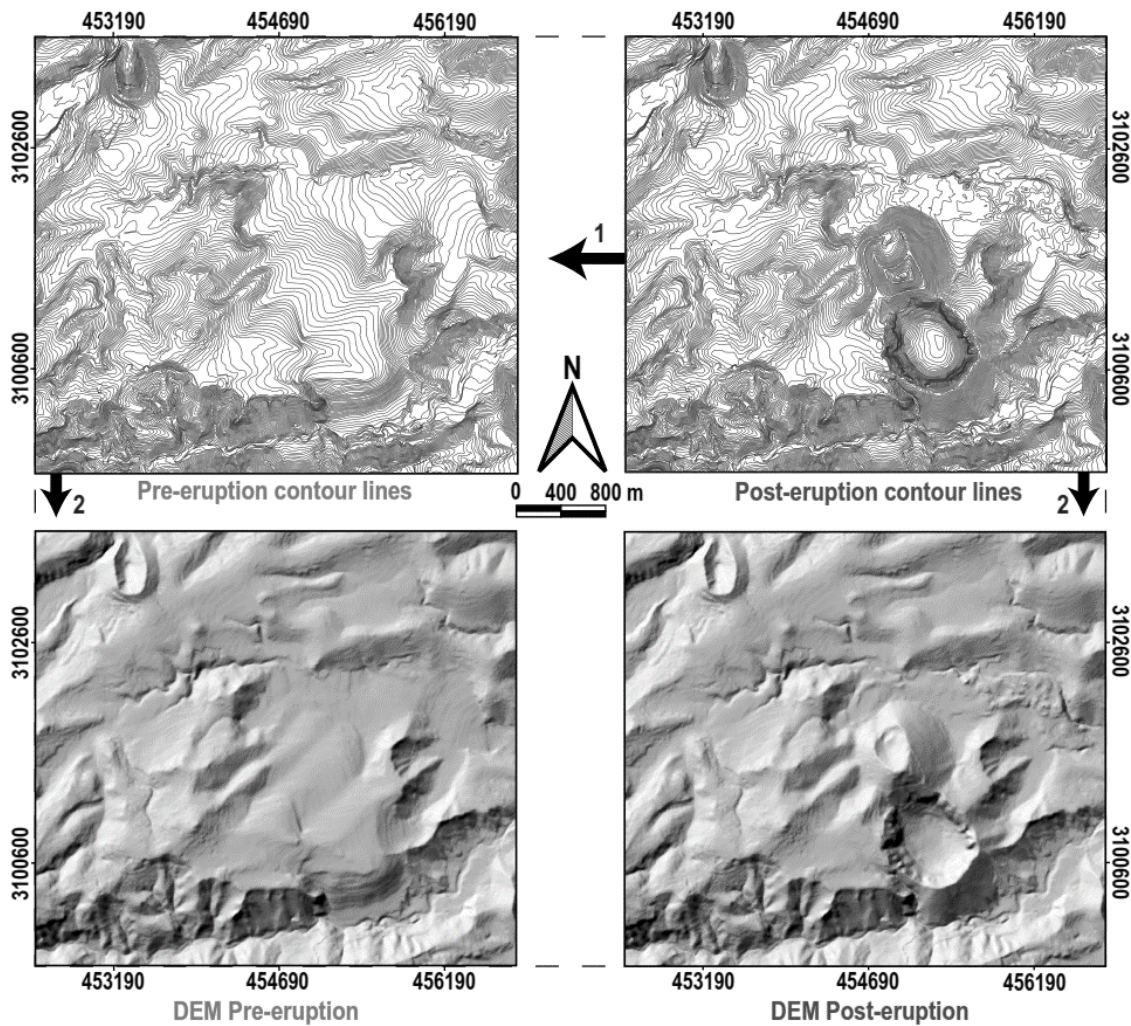 453190 454690 456190 453190 454690 456190
3102600
3102600
1
3100600
3100600
N
Pre-eruption contour lines
0 400 800 m
Post-eruption contour lines
2
2
3102600
3102600
3100600
3100600
453190 454690 456190 453190 454690 456190
DEM Pre-eruption
DEM Post-eruption